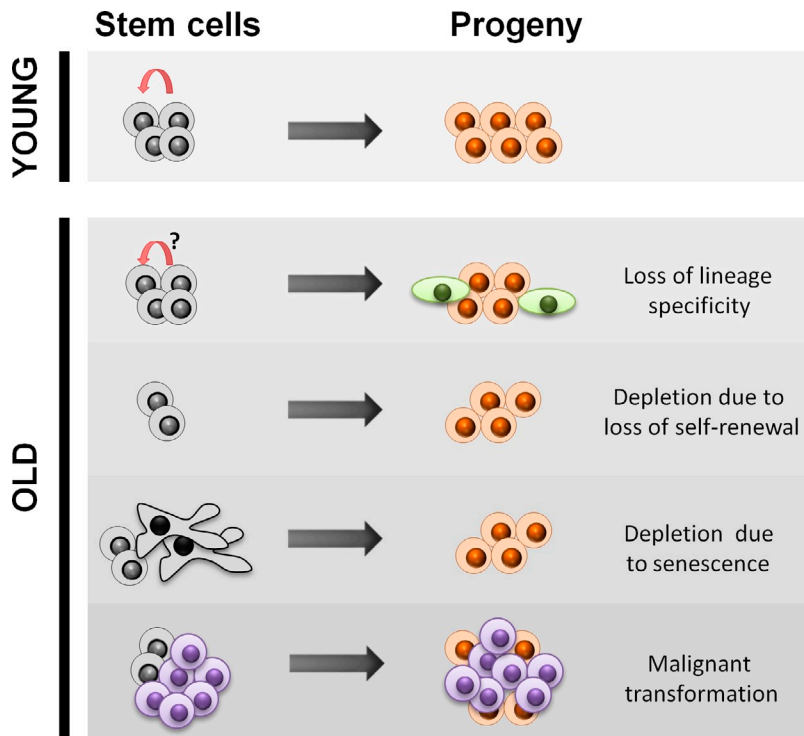 Stem cells
Progeny
YOUNG
?
OLD
Loss of lineage
specificity
Depletion due to
loss of self-renewal
Depletion due
to senescence
Malignant
transformation